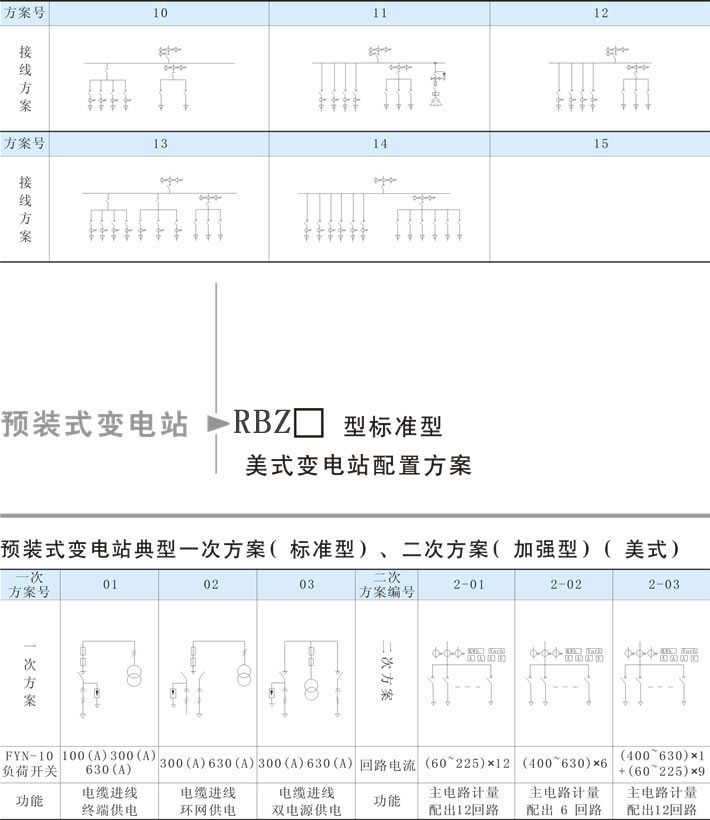 方案号 10 11 12
接线方案
方案号 13 14 15
接线方案
预装式变电站
RBZ□ 型标准型
美式变电站配置方案
预装式变电站典型一次方案( 标准型) 、二次方案( 加强型) ( 美式)
一次方案号 01 02 03 二次方案编号 2-01 2-02 2-03
一次方案 二次方案
FYN-10负荷开关 100(A)300(A)630(A) 300(A)630(A) 300(A)630(A) 回路电流 (60~225)×12 (400~630)×6 (400~630)×1+(60~225)×9
功能 电缆进线终端供电 电缆进线环网供电 电缆进线双电源供电 功能 主电路计量配出12回路 主电路计量配出 6 回路 主电路计量配出12回路